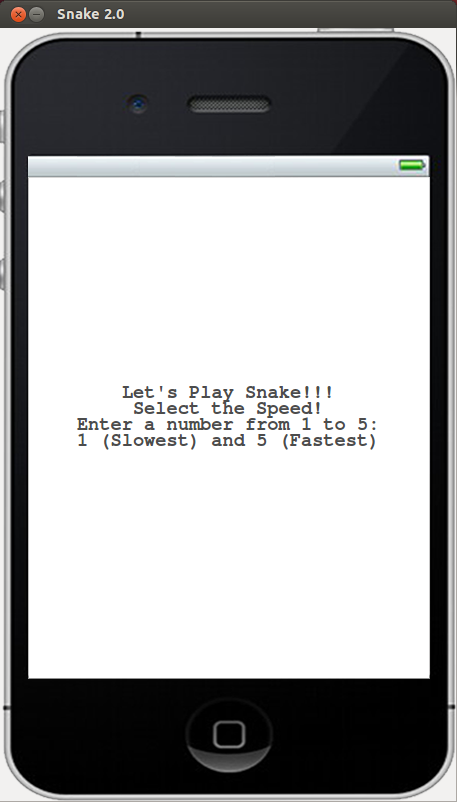 Snake 2.0
Let's Play Snake!!!
Select the Speed!
Enter a number from 1 to 5:
1 (Slowest) and 5 (Fastest)